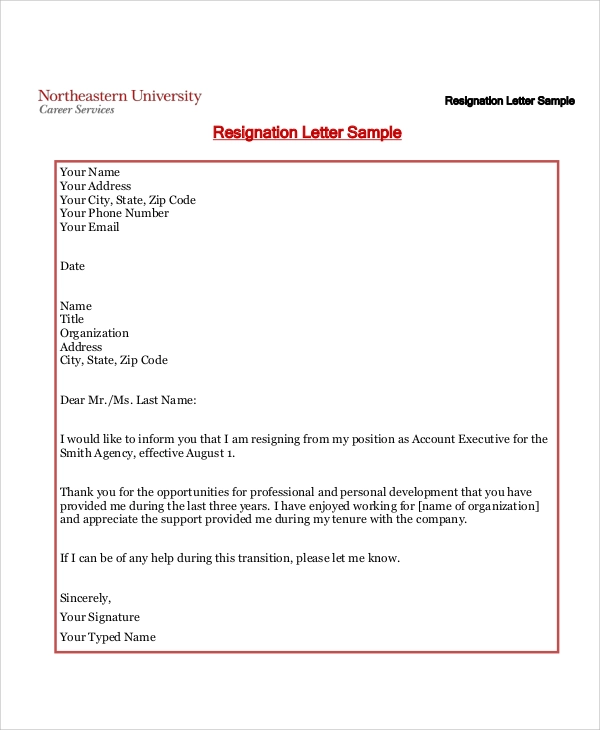 Northeastern University
Career Services
Resignation Letter Sample
Resignation Letter Sample
Your Name
Your Address
Your City, State, Zip Code
Your Phone Number
Your Email
Date
Name
Title
Organization
Address
City, State, Zip Code
Dear Mr./Ms. Last Name:
I would like to inform you that I am resigning from my position as Account Executive for the
Smith Agency, effective August 1.
Thank you for the opportunities for professional and personal development that you have
provided me during the last three years. I have enjoyed working for [name of organization]
and appreciate the support provided me during my tenure with the company.
If I can be of any help during this transition, please let me know.
Sincerely,
Your Signature
Your Typed Name